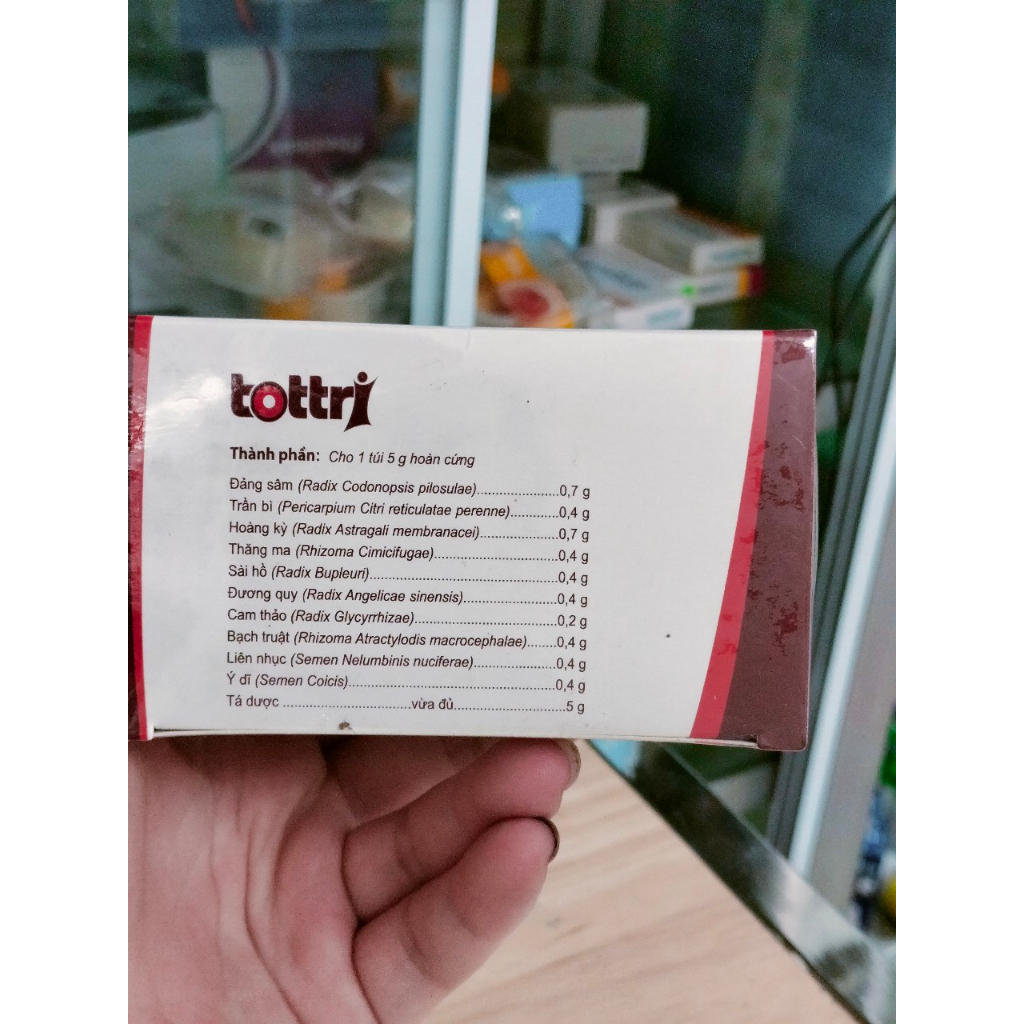 tottri
Thành phần: Cho 1 túi 5 g hoàn cứng
Đảng sâm (Radix Codonopsis pilosulae)......................0,7 g
Trần bì (Pericarpium Citri reticulatae perenne).............0,4 g
Hoàng kỳ (Radix Astragali membranacei).....................0,7 g
Thăng ma (Rhizoma Cimicifugae).................................0,4 g
Sài hồ (Radix Bupleuri)..................................................0,4 g
Đương quy (Radix Angelicae sinensis).........................0,4 g
Cam thảo (Radix Glycyrrhizae)......................................0,2 g
Bạch truật (Rhizoma Atractylodis macrocephalae)........0,4 g
Liên nhục (Semen Nelumbinis nuciferae)......................0,4 g
Ý dĩ (Semen Coicis).......................................................0,4 g
Tá dược ..................................vừa đủ..............................5 g